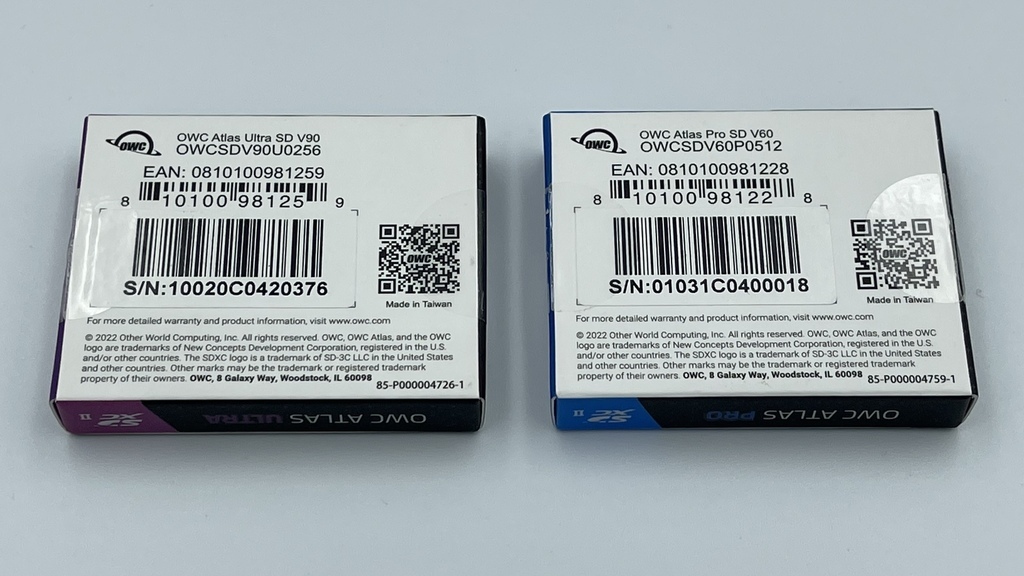 OWC
OWC Atlas Ultra SD V90
OWCSDV90U0256
EAN: 0810100981259
8 10100 98125 9
S/N:10020C0420376
OWC
Made in Taiwan
For more detailed warranty and product information, visit www.owc.com
© 2022 Other World Computing, Inc. All rights reserved. OWC, OWC Atlas, and the OWC
logo are trademarks of New Concepts Development Corporation, registered in the U.S.
and/or other countries. The SDXC logo is a trademark of SD-3C LLC in the United States
and other countries. Other marks may be the trademark or registered trademark
property of their owners. OWC, 8 Galaxy Way, Woodstock, IL 60098
85-P000004726-1
SD XC II
OWC ATLAS ULTRA
OWC
OWC Atlas Pro SD V60
OWCSDV60P0512
EAN: 0810100981228
8 10100 98122 8
S/N:01031C0400018
OWC
Made in Taiwan
For more detailed warranty and product information, visit www.owc.com
© 2022 Other World Computing, Inc. All rights reserved. OWC, OWC Atlas, and the OWC
logo are trademarks of New Concepts Development Corporation, registered in the U.S.
and/or other countries. The SDXC logo is a trademark of SD-3C LLC in the United States
and other countries. Other marks may be the trademark or registered trademark
property of their owners. OWC, 8 Galaxy Way, Woodstock, IL 60098
85-P000004759-1
SD XC II
OWC ATLAS PRO